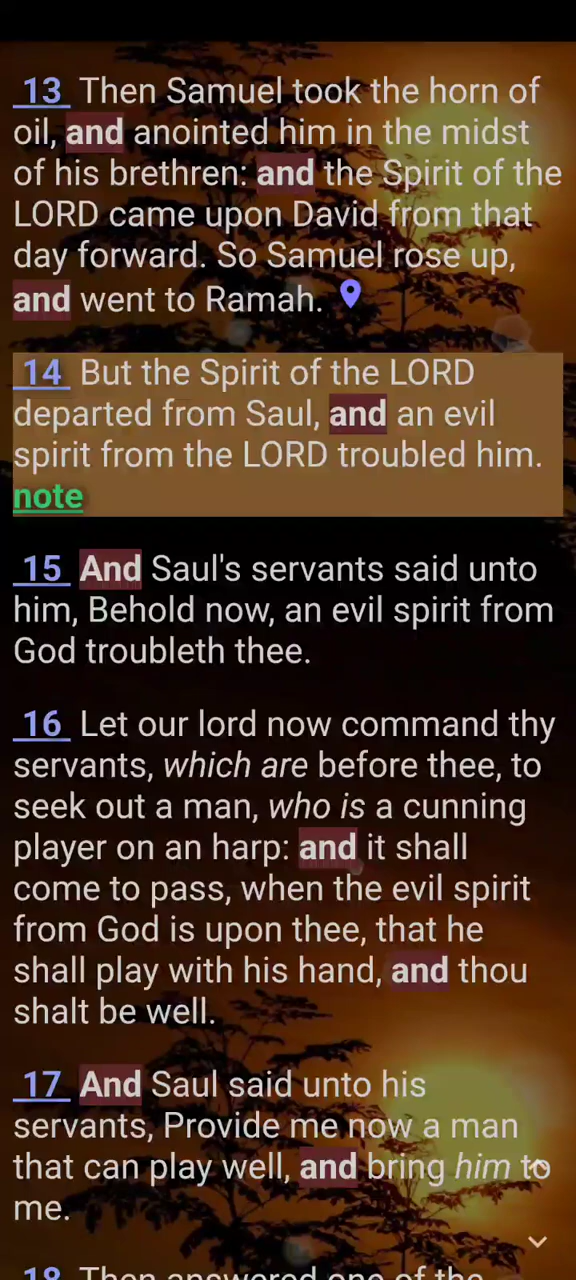 13 Then Samuel took the horn of
oil, and anointed him in the midst
of his brethren: and the Spirit of the
LORD came upon David from that
day forward. So Samuel rose up,
and went to Ramah.
14 But the Spirit of the LORD
departed from Saul, and an evil
spirit from the LORD troubled him.
note
15 And Saul's servants said unto
him, Behold now, an evil spirit from
God troubleth thee.
16 Let our lord now command thy
servants, which are before thee, to
seek out a man, who is a cunning
player on an harp: and it shall
come to pass, when the evil spirit
from God is upon thee, that he
shall play with his hand, and thou
shalt be well.
17 And Saul said unto his
servants, Provide me now a man
that can play well, and bring him to
me.
18 Then answered one of the